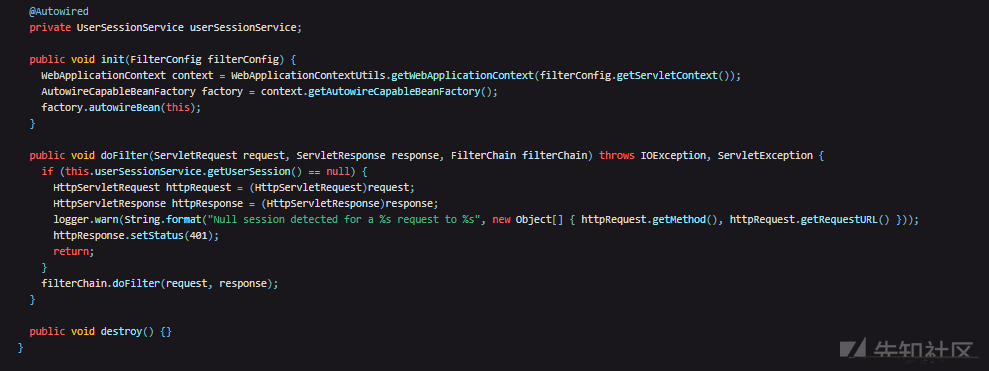 @Autowired
private UserSessionService userSessionService;
public void init(FilterConfig filterConfig) {
WebApplicationContext context = WebApplicationContextUtils.getWebApplicationContext(filterConfig.getServletContext());
AutowireCapableBeanFactory factory = context.getAutowireCapableBeanFactory();
factory.autowireBean(this);
}
public void doFilter(ServletRequest request, ServletResponse response, FilterChain filterChain) throws IOException, ServletException {
if (this.userSessionService.getUserSession() == null) {
HttpServletRequest httpRequest = (HttpServletRequest)request;
HttpServletResponse httpResponse = (HttpServletResponse)response;
logger.warn(String.format("Null session detected for a %s request to %s", new Object[] { httpRequest.getMethod(), httpRequest.getRequestURL() }));
httpResponse.setStatus(401);
return;
}
filterChain.doFilter(request, response);
}
public void destroy() {}
}
先知社区